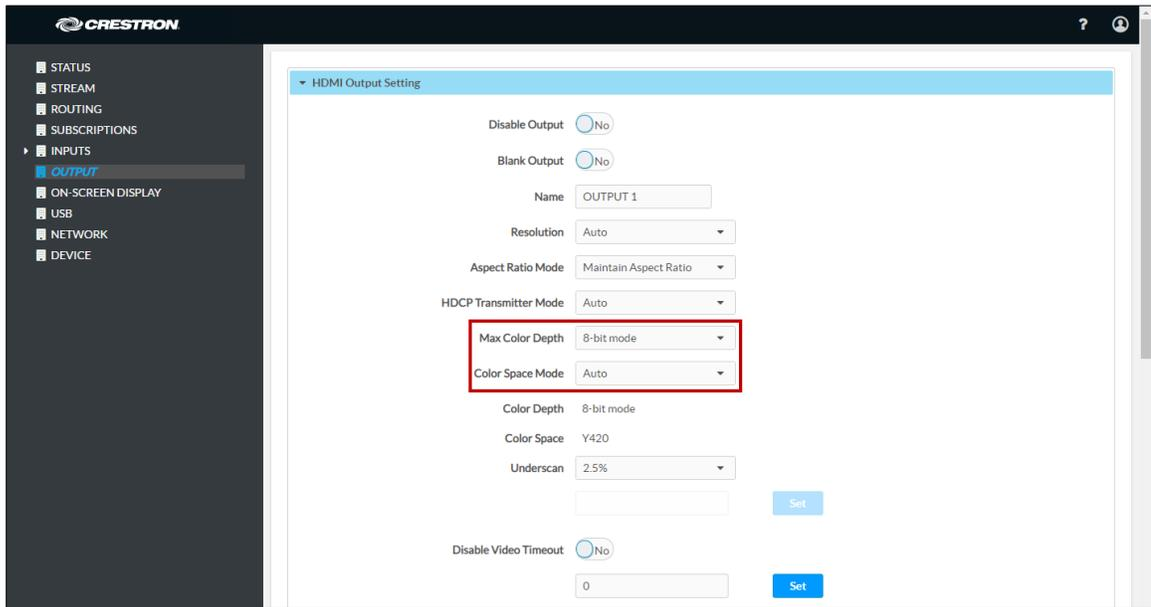 CRESTRON.
?
STATUS
STREAM
ROUTING
SUBSCRIPTIONS
INPUTS
OUTPUT
ON-SCREEN DISPLAY
USB
NETWORK
DEVICE
HDMI Output Setting
Disable Output No
Blank Output No
Name OUTPUT 1
Resolution Auto
Aspect Ratio Mode Maintain Aspect Ratio
HDCP Transmitter Mode Auto
Max Color Depth 8-bit mode
Color Space Mode Auto
Color Depth 8-bit mode
Color Space Y420
Underscan 2.5%
Set
Disable Video Timeout No
0 Set